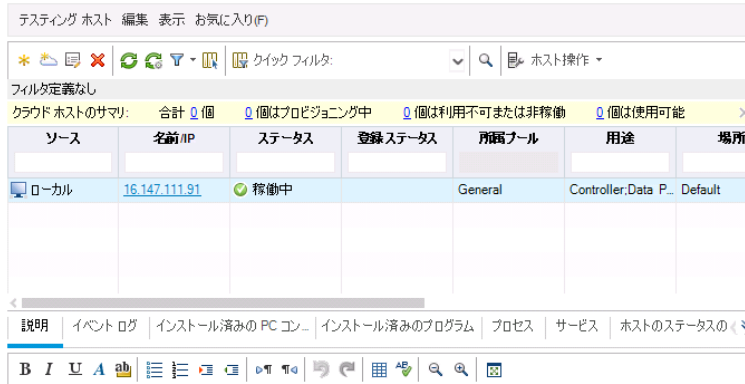 テスティング ホスト 編集 表示 お気に入り(F)
クイック フィルタ: ホスト操作
フィルタ定義なし
クラウド ホストのサマリ: 合計 0 個 0 個はプロビジョニング中 0 個は利用不可または非稼働 0 個は使用可能
ソース 名前/IP ステータス 登録ステータス 所属プール 用途 場所
ローカル 16.147.111.91 稼働中 General Controller;Data P... Default
説明 イベント ログ インストール済みの PC コン... インストール済みのプログラム プロセス サービス ホストのステータスの
B I U A ab